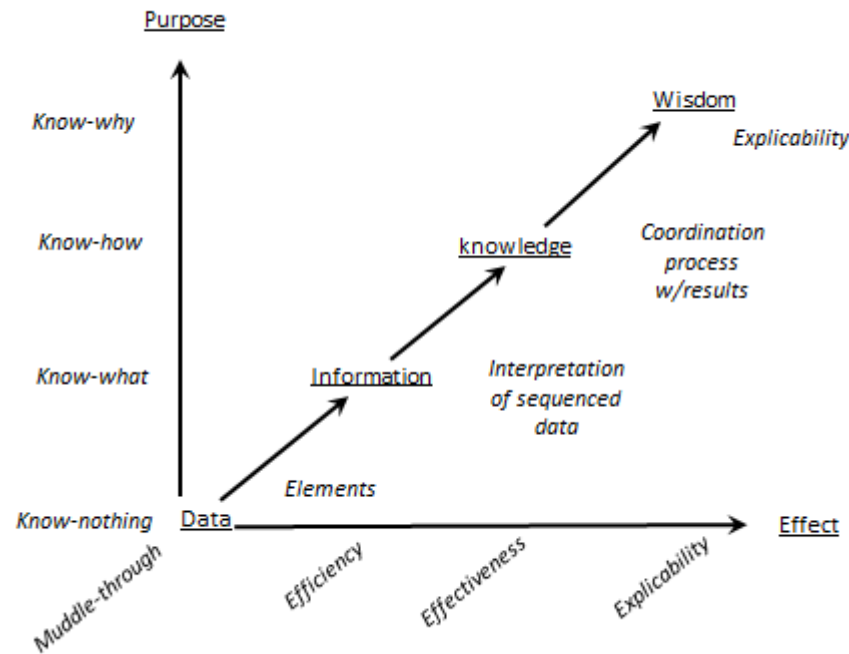 Purpose
Wisdom
Know-why
Explicability
Know-how
knowledge
Coordination
process
w/results
Know-what
Information
Interpretation
of sequenced
data
Elements
Know-nothing
Data
Effect
Muddle-through
Efficiency
Effectiveness
Explicability